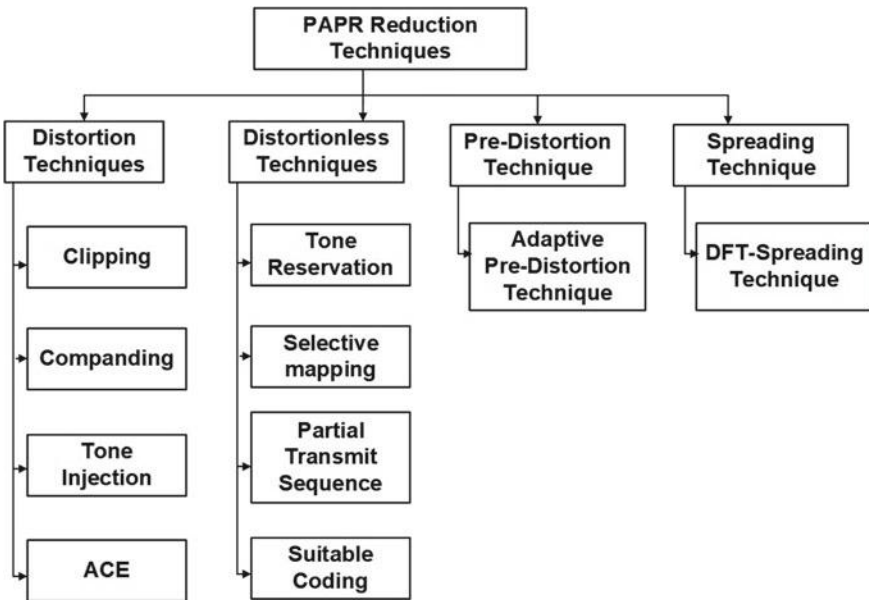 PAPR Reduction
Techniques
Distortion
Techniques
Distortionless
Techniques
Pre-Distortion
Technique
Spreading
Technique
Clipping
Companding
Tone
Injection
ACE
Tone
Reservation
Selective
mapping
Partial
Transmit
Sequence
Suitable
Coding
Adaptive
Pre-Distortion
Technique
DFT-Spreading
Technique